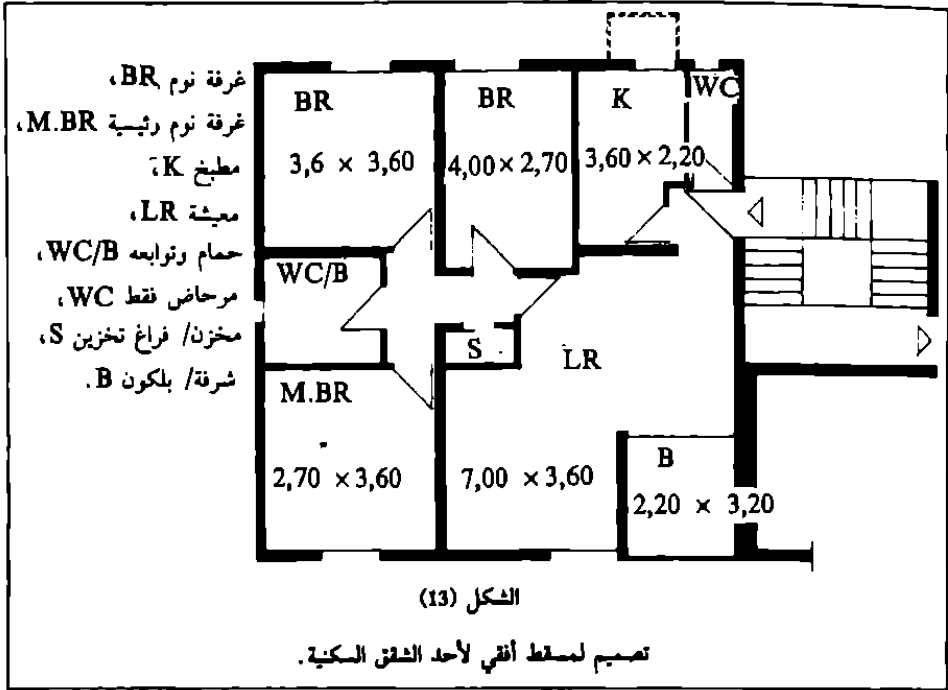 غرفة نوم BR،
غرفة نوم رئيسية M.BR،
مطبخ K،
معيشة LR،
حمام وتوابعه WC/B،
مرحاض فقط WC،
مخزن/ فراغ تخزين S،
شرفة/ بلكون B.
BR
3,6 × 3,60
BR
4,00 × 2,70
K
3,60 × 2,20
WC
WC/B
S
LR
M.BR
2,70 × 3,60
7,00 × 3,60
B
2,20 × 3,20
الشكل (13)
تصميم لمسقط أفقي لأحد الشقق السكنية.